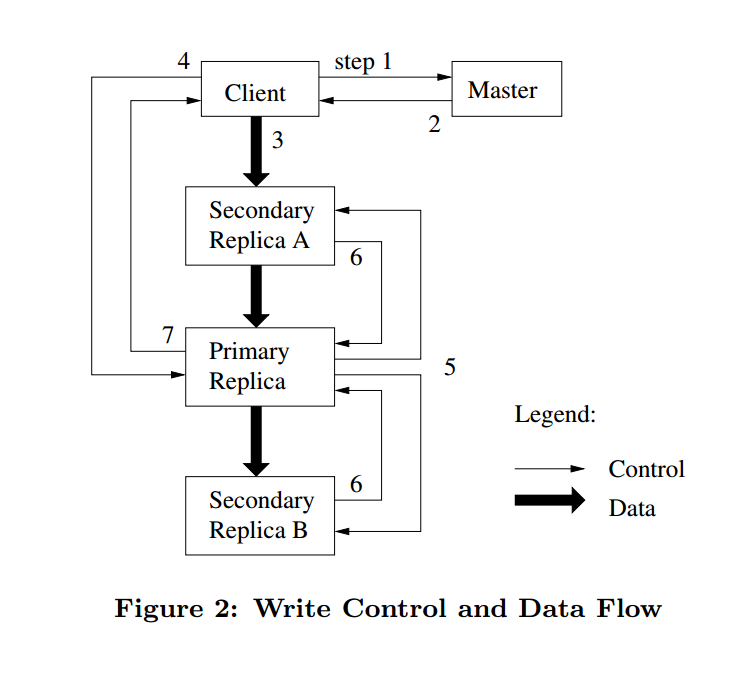 4
step 1
Client
Master
2
3
Secondary
Replica A
6
7
Primary
Replica
5
Legend:
Control
Data
6
Secondary
Replica B
Figure 2: Write Control and Data Flow